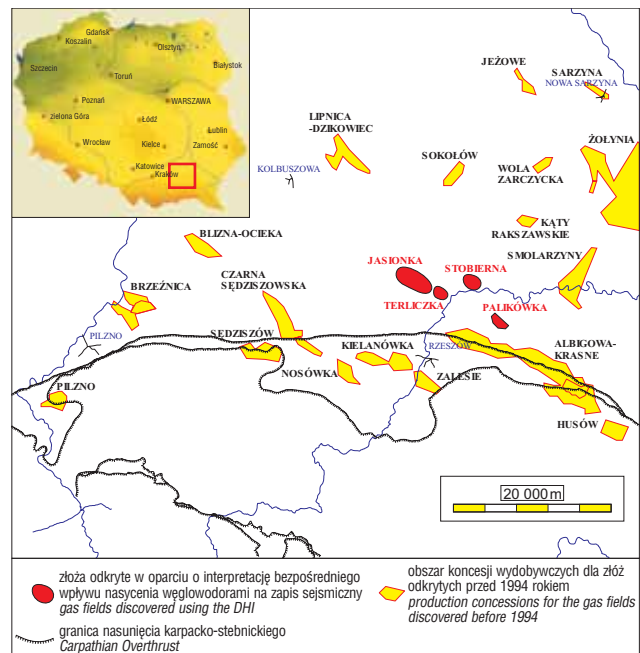 Gdańsk
Koszalin
Olsztyn
Szczecin
Białystok
Toruń
Poznań
WARSZAWA
zielona Góra
Łódź
Lublin
Wrocław
Kielce
Zamość
Katowice
Kraków
JEŻOWE
SARZYNA
NOWA SARZYNA
LIPNICA
-DZIKOWIEC
ŻOŁYNIA
SOKOŁÓW
WOLA
ZARCZYCKA
KOLBUSZOWA
KĄTY
RAKSZAWSKIE
BLIZNA-OCIEKA
SMOLARZYNY
JASIONKA
STOBIERNA
CZARNA
SĘDZISZOWSKA
BRZEŹNICA
TERLICZKA
PALIKÓWKA
PILZNO
SĘDZISZÓW
KIELANÓWKA
RZESZÓW
ALBIGOWA-
KRASNE
NOSÓWKA
ZALESIE
PILZNO
HUSÓW
20 000 m
złoża odkryte w oparciu o interpretację bezpośredniego
wpływu nasycenia węglowodorami na zapis sejsmiczny
gas fields discovered using the DHI
obszar koncesji wydobywczych dla złóż
odkrytych przed 1994 rokiem
production concessions for the gas fields
discovered before 1994
granica nasunięcia karpacko-stebnickiego
Carpathian Overthrust